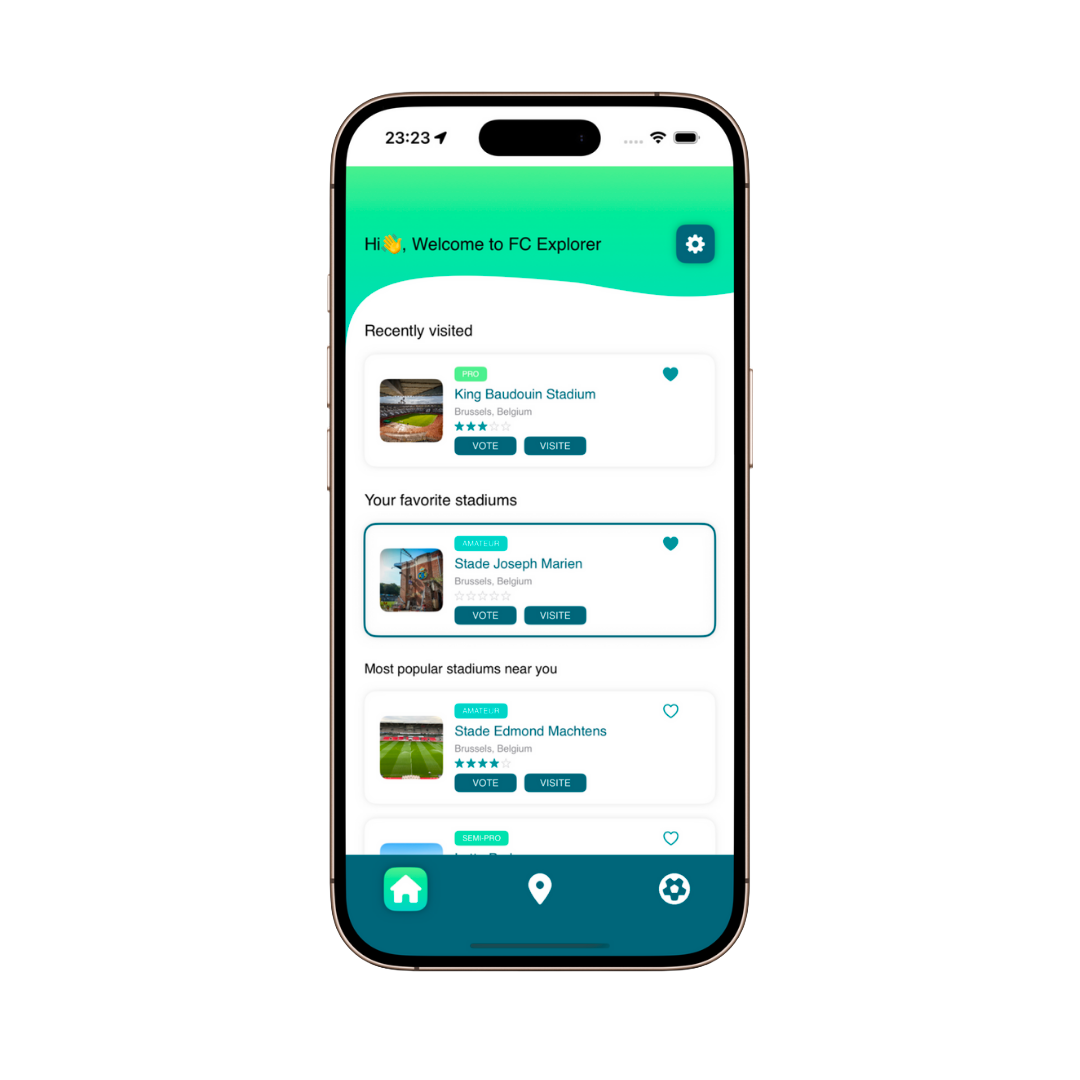 23:23
Hi👋, Welcome to FC Explorer
Recently visited
PRO
King Baudouin Stadium
Brussels, Belgium
VOTE VISITE
Your favorite stadiums
AMATEUR
Stade Joseph Marien
Brussels, Belgium
VOTE VISITE
Most popular stadiums near you
AMATEUR
Stade Edmond Machtens
Brussels, Belgium
VOTE VISITE
SEMI-PRO